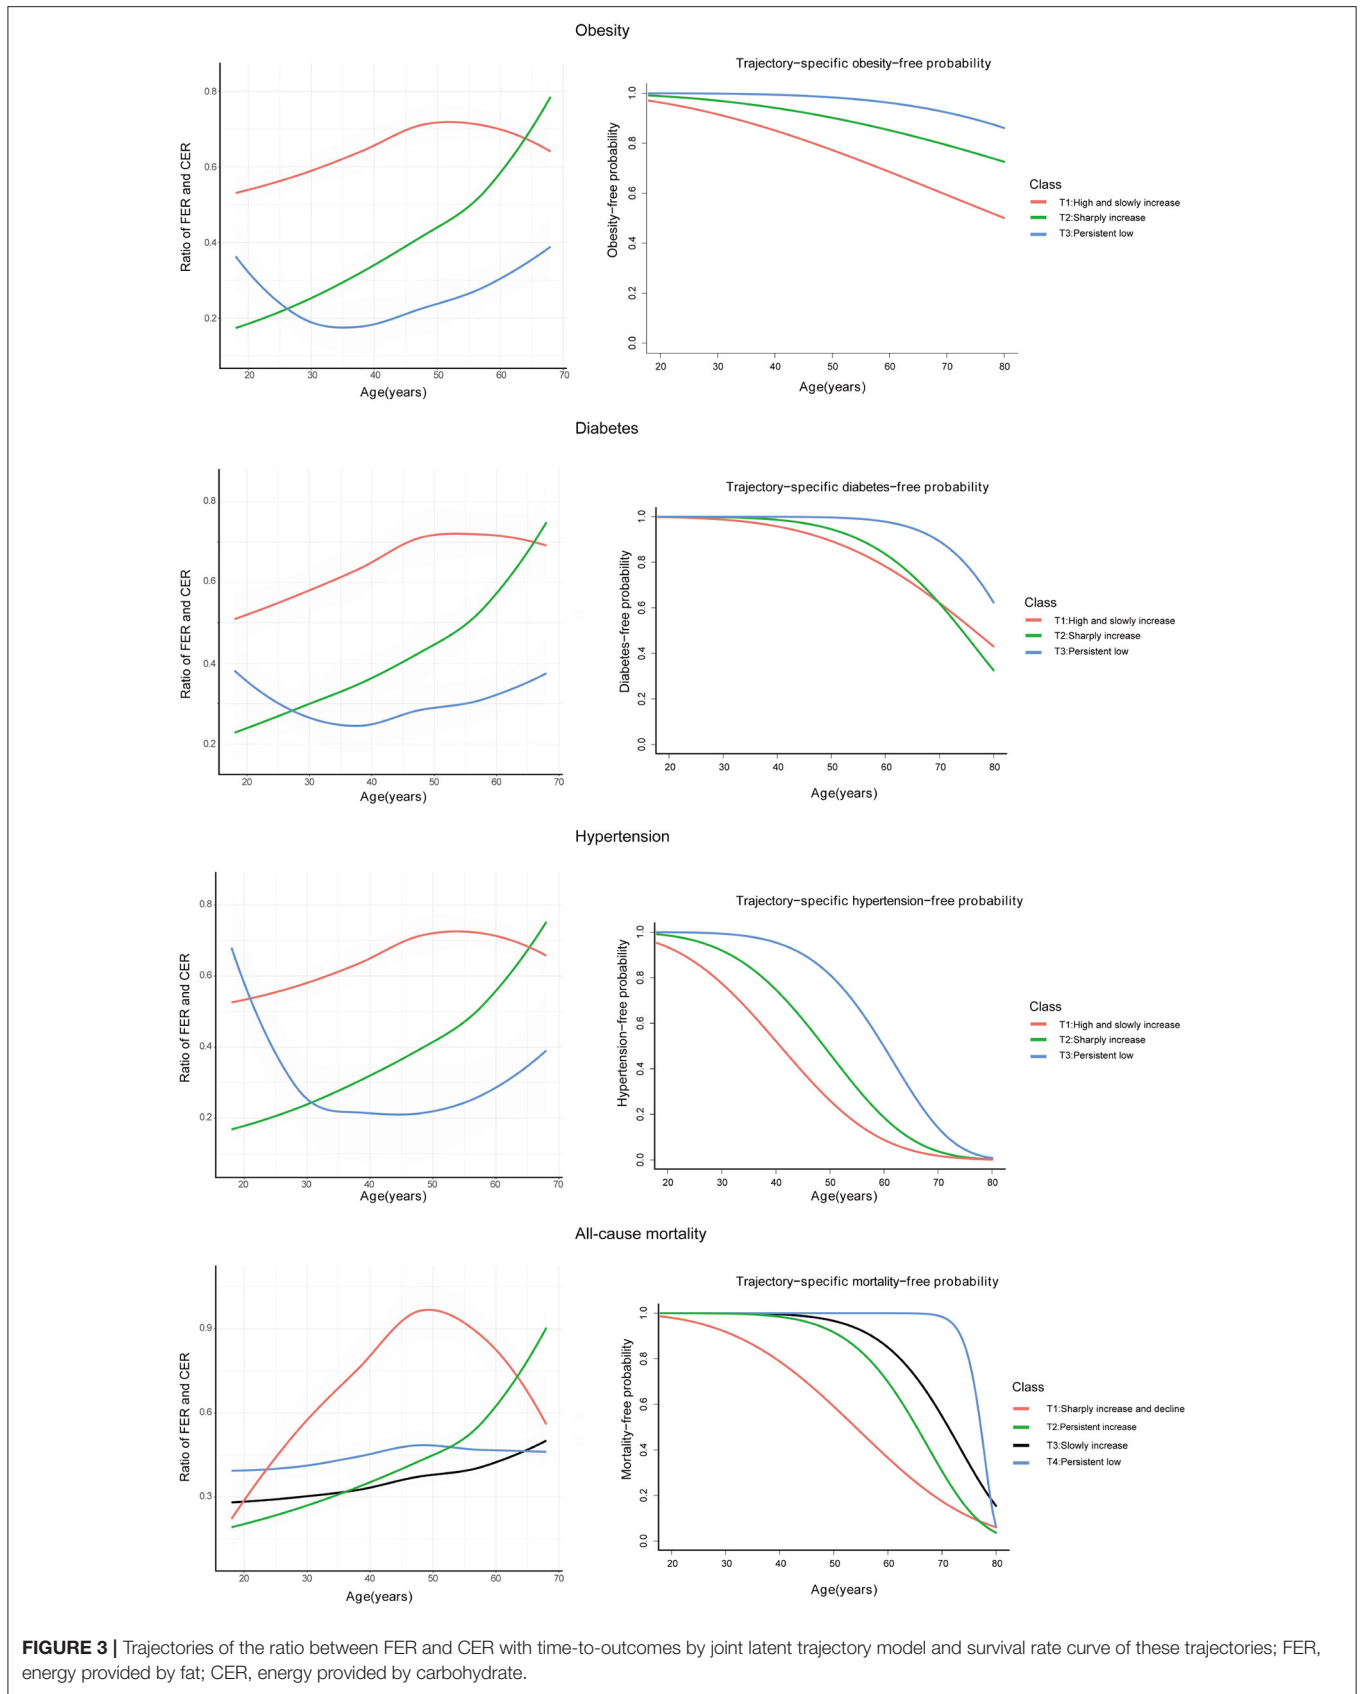 Obesity
Trajectory−specific obesity−free probability
Ratio of FER and CER
0.8
0.6
0.4
0.2
20 30 40 50 60 70
Age(years)
Obesity−free probability
1.0
0.8
0.6
0.4
0.2
0.0
20 30 40 50 60 70 80
Age(years)
Class
T1:High and slowly increase
T2:Sharply increase
T3:Persistent low
Diabetes
Trajectory−specific diabetes−free probability
Ratio of FER and CER
0.8
0.6
0.4
0.2
20 30 40 50 60 70
Age(years)
Diabetes−free probability
1.0
0.8
0.6
0.4
0.2
0.0
20 30 40 50 60 70 80
Age(years)
Class
T1:High and slowly increase
T2:Sharply increase
T3:Persistent low
Hypertension
Trajectory−specific hypertension−free probability
Ratio of FER and CER
0.8
0.6
0.4
0.2
20 30 40 50 60 70
Age(years)
Hypertension−free probability
1.0
0.8
0.6
0.4
0.2
0.0
20 30 40 50 60 70 80
Age(years)
Class
T1:High and slowly increase
T2:Sharply increase
T3:Persistent low
All-cause mortality
Trajectory−specific mortality−free probability
Ratio of FER and CER
0.9
0.6
0.3
20 30 40 50 60 70
Age(years)
Mortality−free probability
1.0
0.8
0.6
0.4
0.2
0.0
20 30 40 50 60 70 80
Age(years)
Class
T1:Sharply increase and decline
T2:Persistent increase
T3:Slowly increase
T4:Persistent low
FIGURE 3 | Trajectories of the ratio between FER and CER with time-to-outcomes by joint latent trajectory model and survival rate curve of these trajectories; FER,
energy provided by fat; CER, energy provided by carbohydrate.